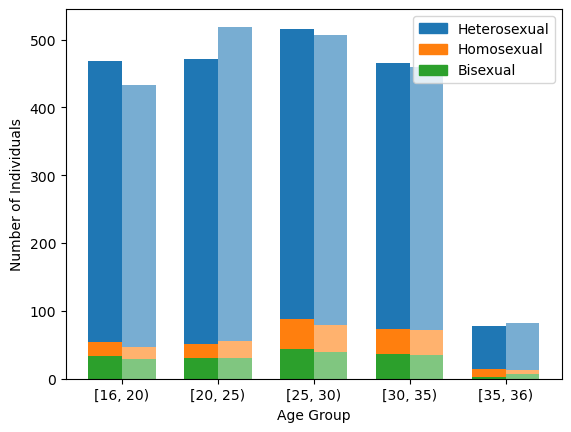 Heterosexual
Homosexual
Bisexual
500
400
300
200
100
0
Number of Individuals
[16, 20)
[20, 25)
[25, 30)
[30, 35)
[35, 36)
Age Group